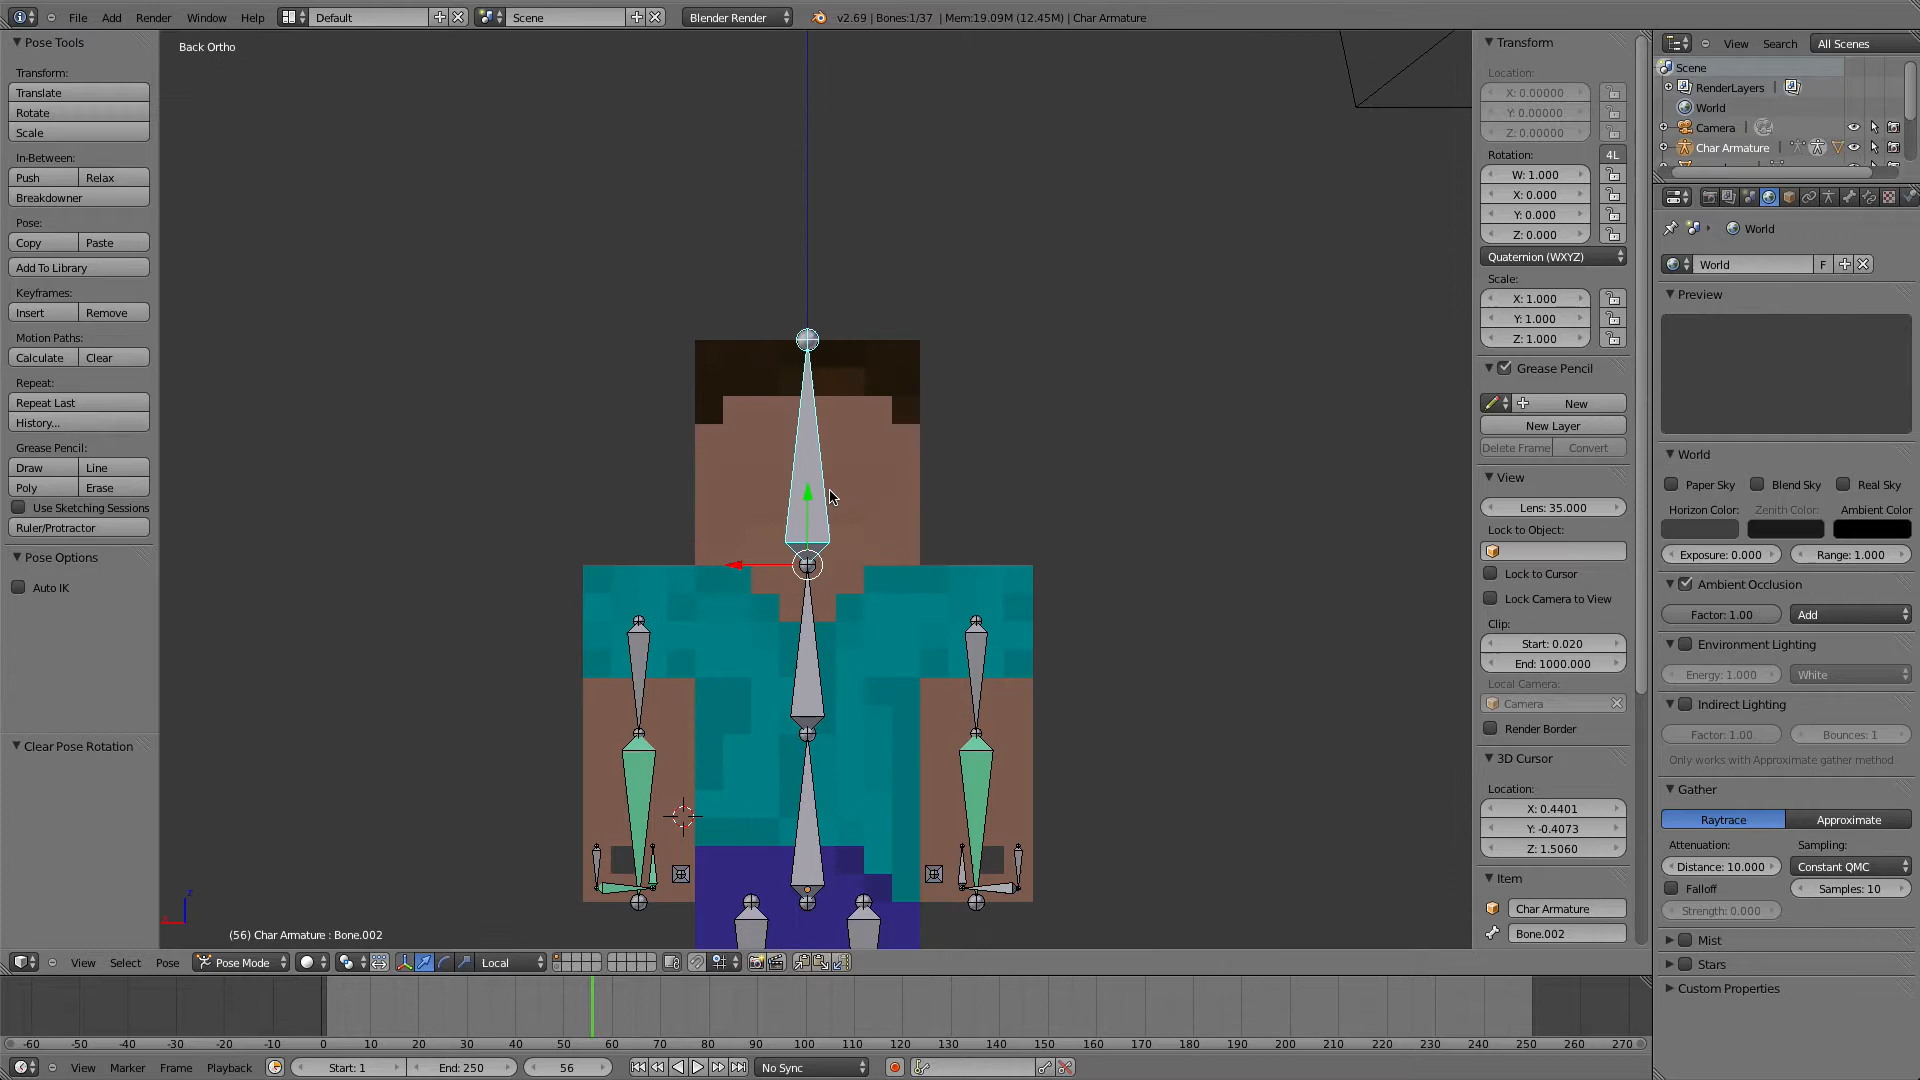 File Add Render Window Help Default Scene Blender Render v2.69 | Bones:1/37 | Mem:19.09M (12.45M) | Char Armature
Pose Tools
Transform:
Translate
Rotate
Scale
In-Between:
Push Relax
Breakdowner
Pose:
Copy Paste
Add To Library
Keyframes:
Insert Remove
Motion Paths:
Calculate Clear
Repeat:
Repeat Last
History...
Grease Pencil:
Draw Line
Poly Erase
Use Sketching Sessions
Ruler/Protractor
Pose Options
Auto IK
Clear Pose Rotation
Back Ortho
(56) Char Armature : Bone.002
View Select Pose Pose Mode Local
-60 -50 -40 -30 -20 -10 0 10 20 30 40 50 60 70 80 90 100 110 120 130 140 150 160 170 180 190 200 210 220 230 240 250 260 270
View Marker Frame Playback Start: 1 End: 250 56 No Sync
Transform
Location:
X: 0.00000
Y: 0.00000
Z: 0.00000
Rotation: 4L
W: 1.000
X: 0.000
Y: 0.000
Z: 0.000
Quaternion (WXYZ)
Scale:
X: 1.000
Y: 1.000
Z: 1.000
Grease Pencil
New
New Layer
Delete Frame Convert
View
Lens: 35.000
Lock to Object:
Lock to Cursor
Lock Camera to View
Clip:
Start: 0.020
End: 1000.000
Local Camera:
Camera
Render Border
3D Cursor
Location:
X: 0.4401
Y: -0.4073
Z: 1.5060
Item
Char Armature
Bone.002
View Search All Scenes
Scene
RenderLayers
World
Camera
Char Armature
World
World F
Preview
World
Paper Sky Blend Sky Real Sky
Horizon Color: Zenith Color: Ambient Color
Exposure: 0.000 Range: 1.000
Ambient Occlusion
Factor: 1.00 Add
Environment Lighting
Energy: 1.000 White
Indirect Lighting
Factor: 1.00 Bounces: 1
Only works with Approximate gather method
Gather
Raytrace Approximate
Attenuation: Sampling:
Distance: 10.000 Constant QMC
Falloff Samples: 10
Strength: 0.000
Mist
Stars
Custom Properties